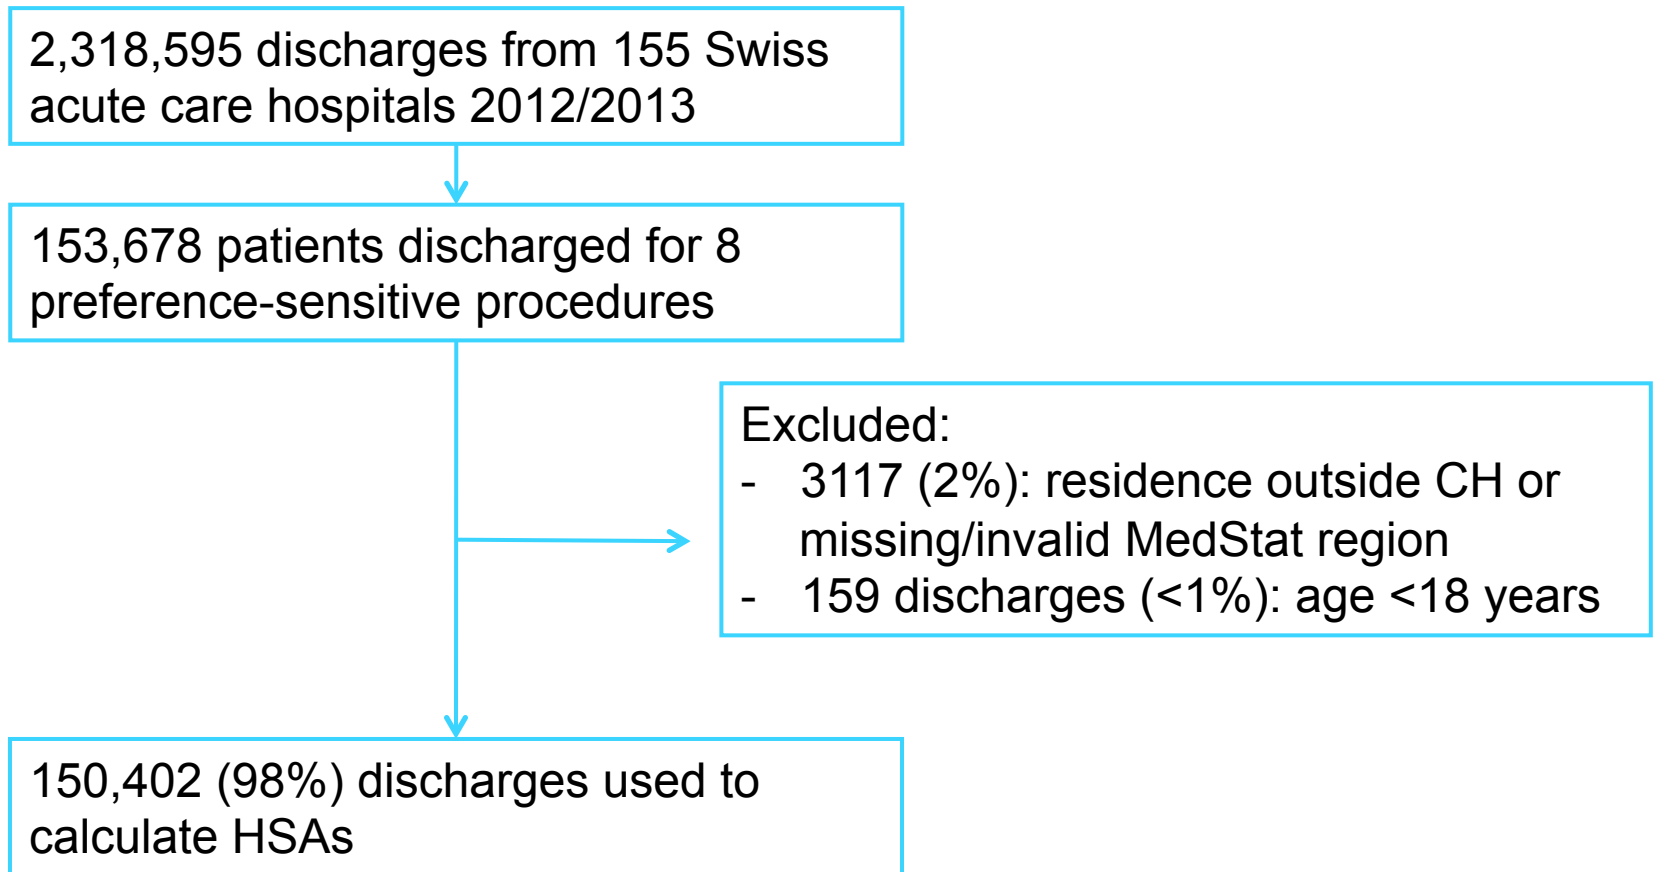 2,318,595 discharges from 155 Swiss
acute care hospitals 2012/2013
153,678 patients discharged for 8
preference-sensitive procedures
Excluded:
- 3117 (2%): residence outside CH or
missing/invalid MedStat region
- 159 discharges (<1%): age <18 years
150,402 (98%) discharges used to
calculate HSAs